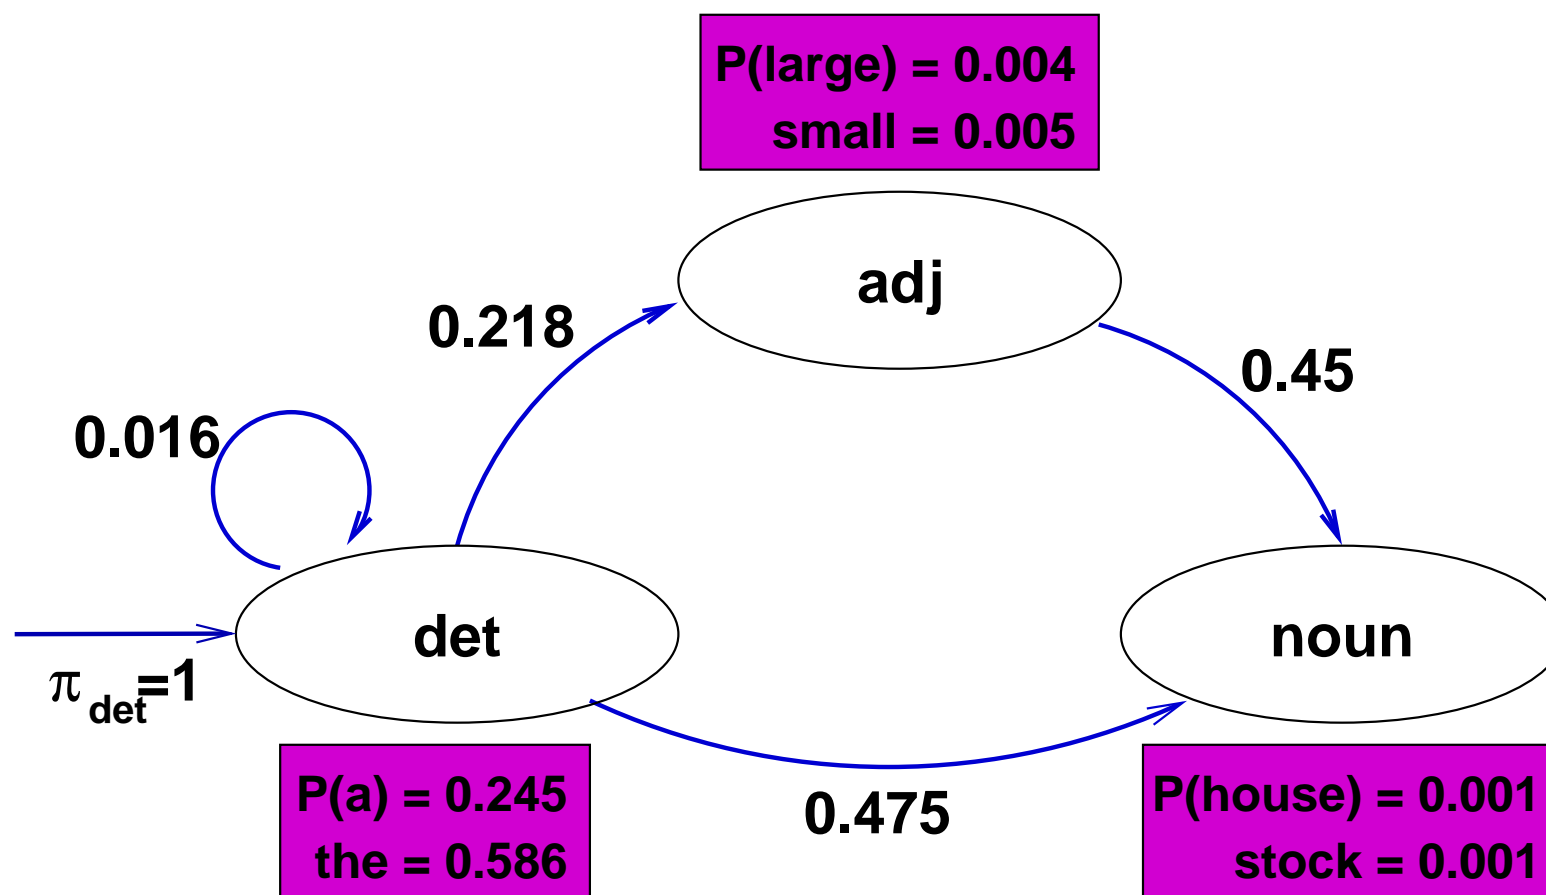 P(large) = 0.004
small = 0.005
adj
0.218
0.45
0.016
det
noun
π det=1
P(a) = 0.245
the = 0.586
0.475
P(house) = 0.001
stock = 0.001